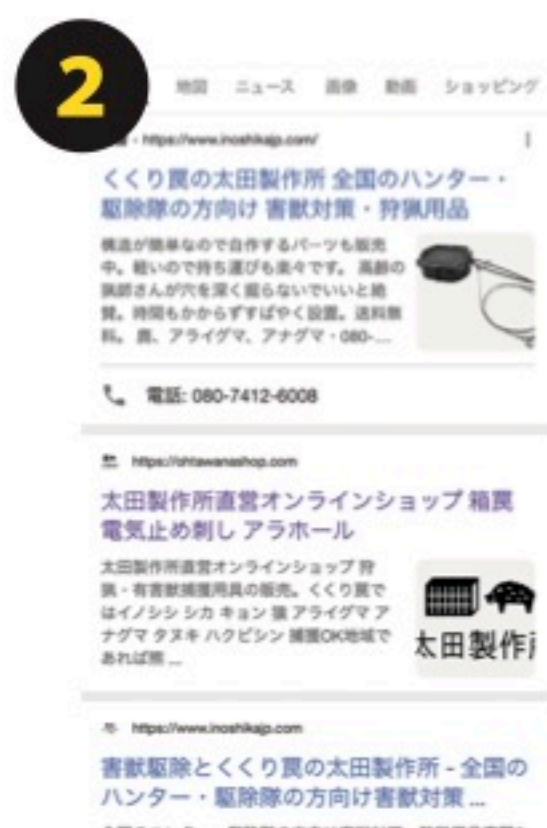 2
地図 ニュース 画像 動画 ショッピング
https://www.inoshikajp.com/
くくり罠の太田製作所 全国のハンター・
駆除隊の方向け 害獣対策・狩猟用品
構造が簡単なので自作するパーツも販売
中。軽いので持ち運びも楽々です。 高齢の
猟師さんが穴を深く掘らないでいいと絶
賛。時間もかからずすばやく設置。送料無
料。 鹿、アライグマ、アナグマ・080-...
電話: 080-7412-6008
https://ohtawanashop.com
太田製作所直営オンラインショップ 箱罠
電気止め刺し アラホール
太田製作所直営オンラインショップ 狩
猟・有害獣捕獲用具の販売。くくり罠で
はイノシシ シカ キョン 猿 アライグマ ア
ナグマ タヌキ ハクビシン 捕獲OK地域で
あれば熊 ...
太田製作所
https://www.inoshikajp.com
害獣駆除とくくり罠の太田製作所 - 全国の
ハンター・駆除隊の方向け害獣対策 ...